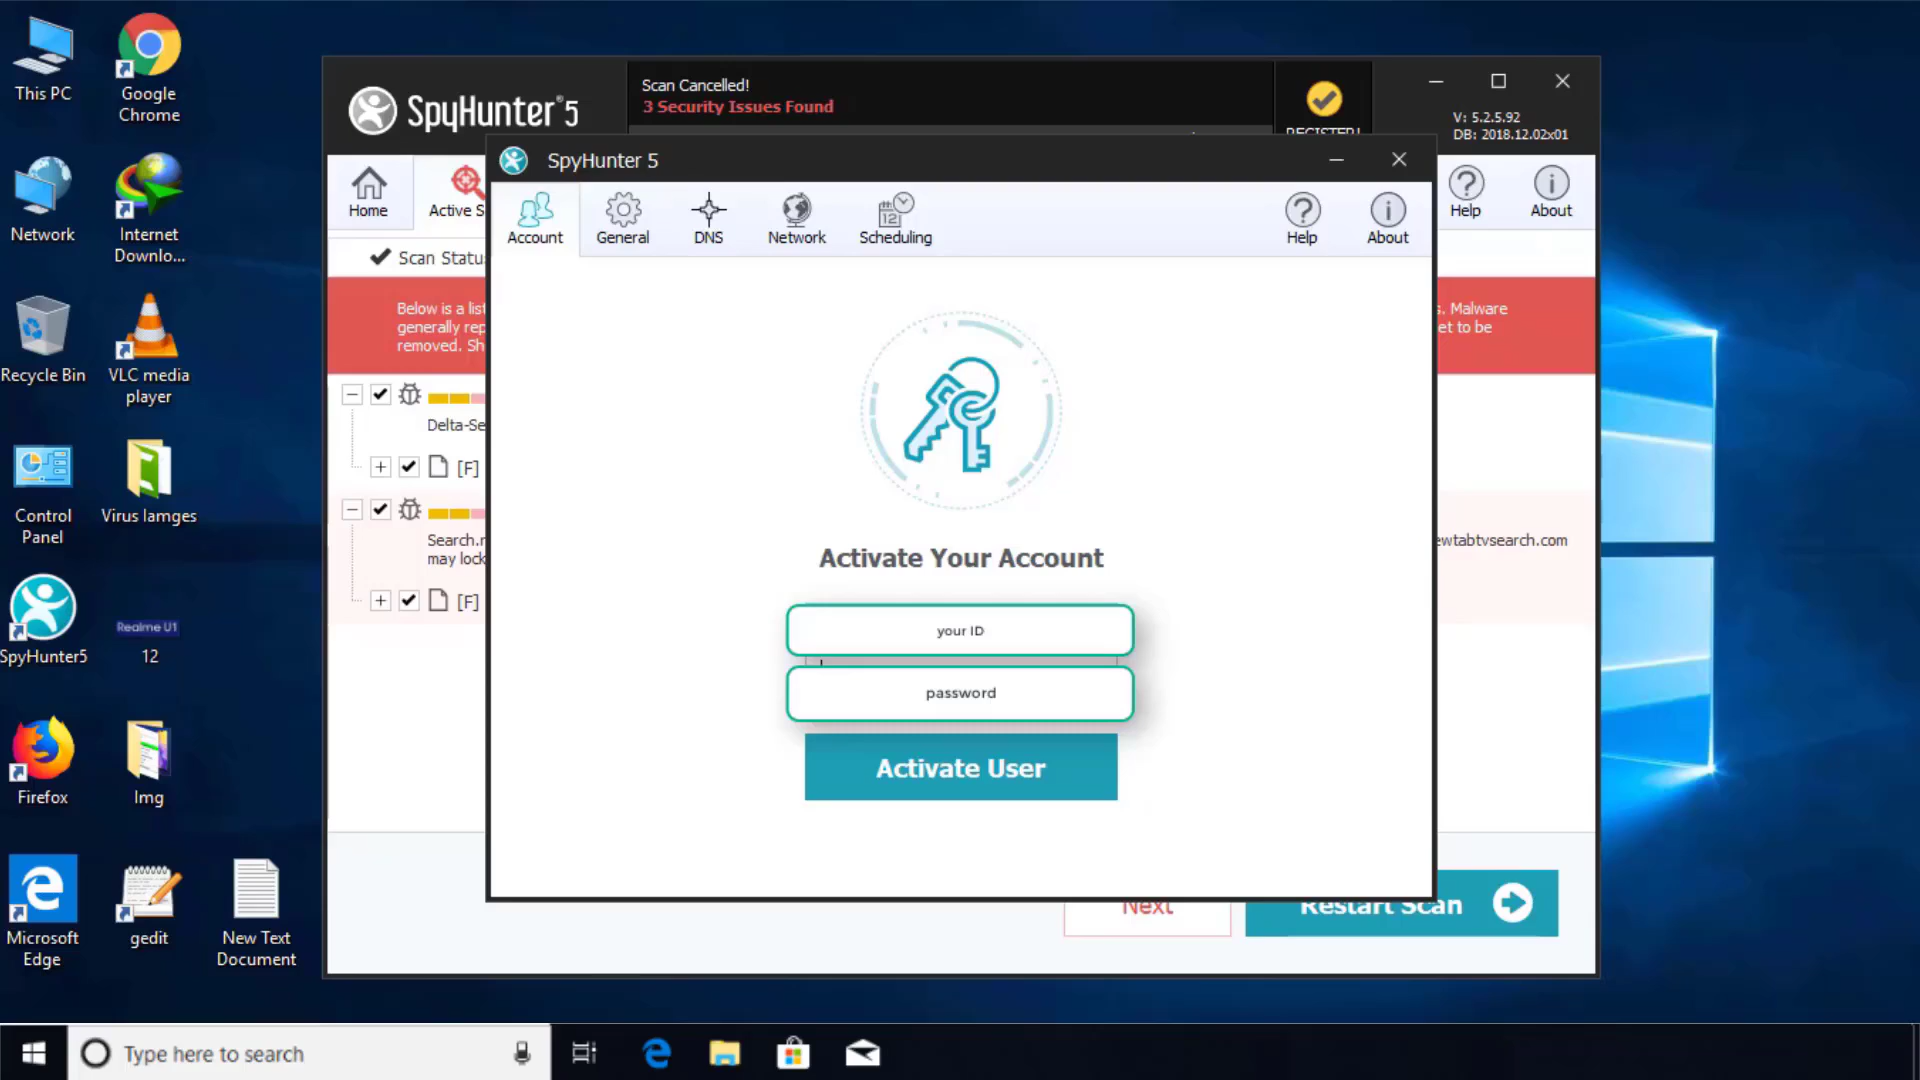 This PC
Google
Chrome
Network
Internet
Downlo...
Recycle Bin
VLC media
player
Control
Panel
Virus Iamges
SpyHunter5
Realme U1
12
Firefox
Img
Microsoft
Edge
gedit
New Text
Document
SpyHunter® 5
Scan Cancelled!
3 Security Issues Found
REGISTER!
V: 5.2.5.92
DB: 2018.12.02x01
Home
Active S
Help
About
Scan Statu
Below is a list
generally rep
removed. Sh
s. Malware
et to be
Delta-Se
[F]
Search.r
may lock
ewtabtvsearch.com
[F]
Next
Restart Scan
SpyHunter 5
Account
General
DNS
Network
12
Scheduling
Help
About
Activate Your Account
your ID
password
Activate User
Type here to search